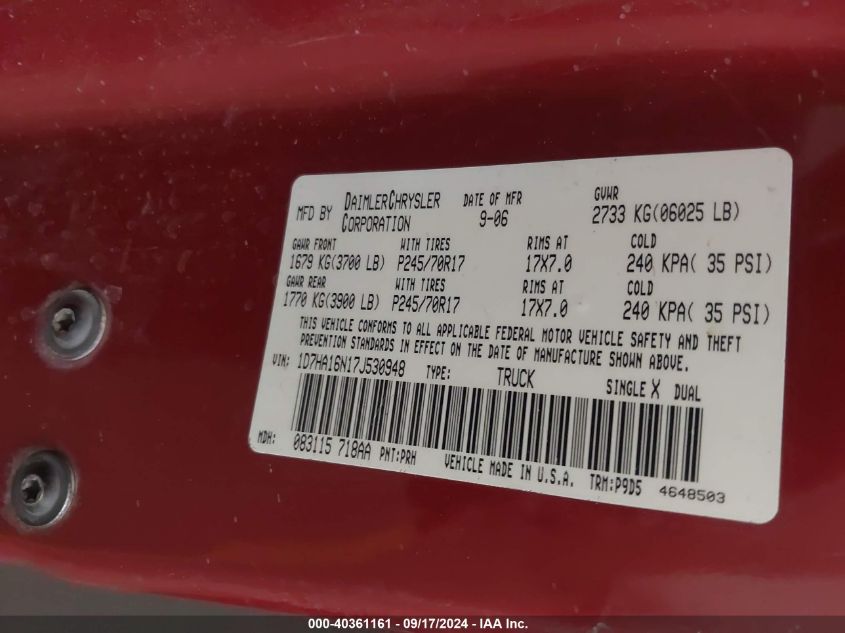 MFD BY DAIMLERCHRYSLER CORPORATION DATE OF MFR 9-06 GVWR 2733 KG(06025 LB)
GAWR FRONT WITH TIRES RIMS AT COLD
1679 KG(3700 LB) P245/70R17 17X7.0 240 KPA( 35 PSI)
GAWR REAR WITH TIRES RIMS AT COLD
1770 KG(3900 LB) P245/70R17 17X7.0 240 KPA( 35 PSI)
THIS VEHICLE CONFORMS TO ALL APPLICABLE FEDERAL MOTOR VEHICLE SAFETY AND THEFT
PREVENTION STANDARDS IN EFFECT ON THE DATE OF MANUFACTURE SHOWN ABOVE.
VIN: 1D7HA16N17J530948 TYPE: TRUCK SINGLE X DUAL
MDH: 083115 718AA PNT:PRH VEHICLE MADE IN U.S.A. TRM:P9D5 4648503
000-40361161 - 09/17/2024 - IAA Inc.